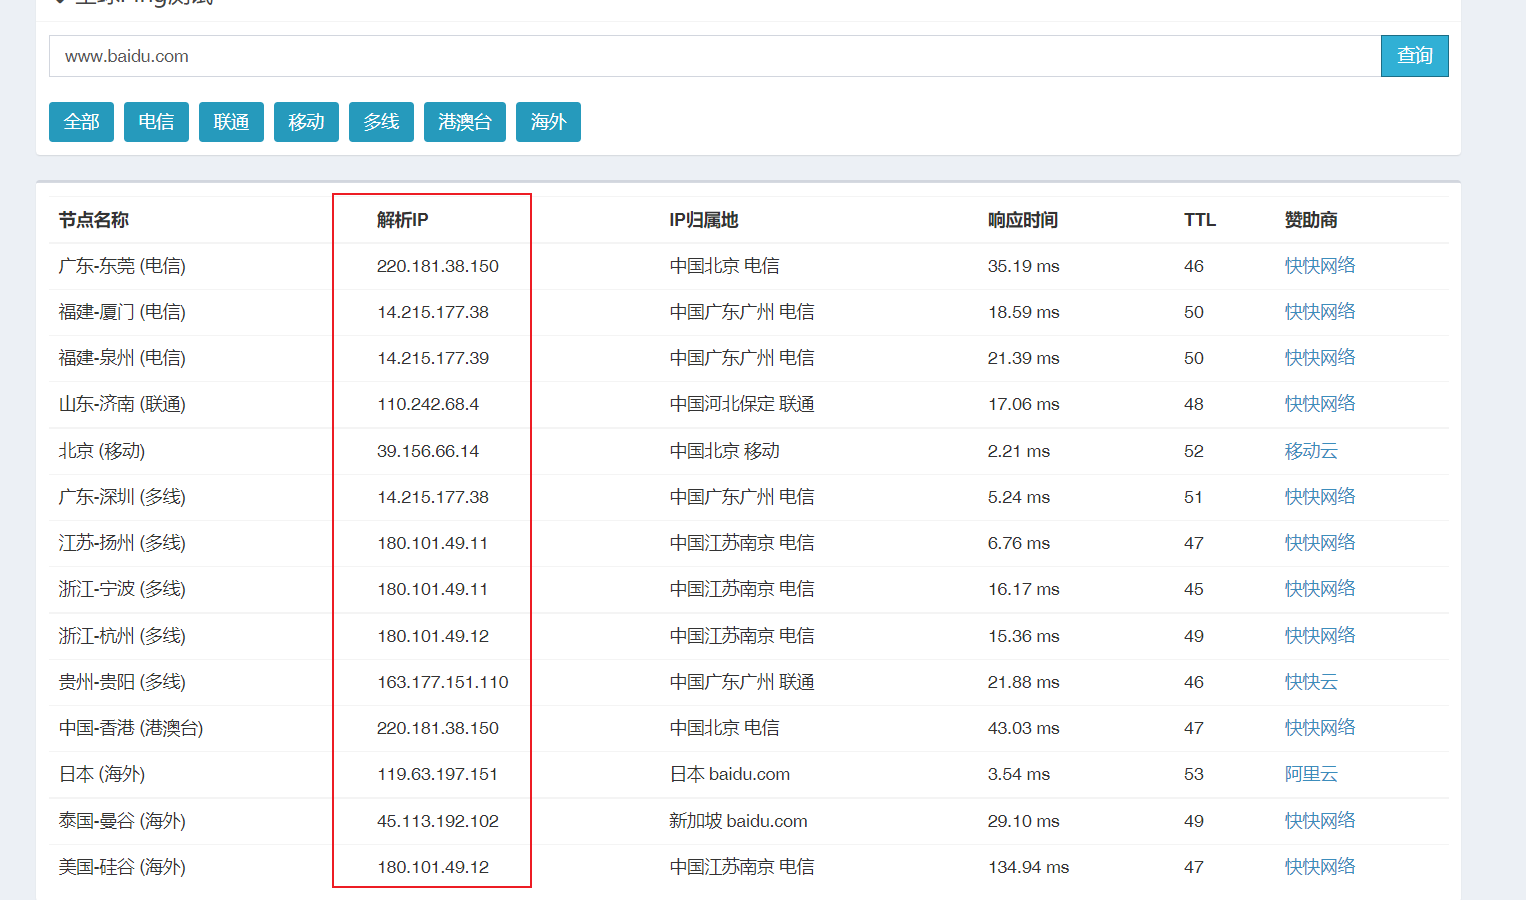 www.baidu.com 查询
全部 电信 联通 移动 多线 港澳台 海外
节点名称 解析IP IP归属地 响应时间 TTL 赞助商
广东-东莞 (电信) 220.181.38.150 中国北京 电信 35.19 ms 46 快快网络
福建-厦门 (电信) 14.215.177.38 中国广东广州 电信 18.59 ms 50 快快网络
福建-泉州 (电信) 14.215.177.39 中国广东广州 电信 21.39 ms 50 快快网络
山东-济南 (联通) 110.242.68.4 中国河北保定 联通 17.06 ms 48 快快网络
北京 (移动) 39.156.66.14 中国北京 移动 2.21 ms 52 移动云
广东-深圳 (多线) 14.215.177.38 中国广东广州 电信 5.24 ms 51 快快网络
江苏-扬州 (多线) 180.101.49.11 中国江苏南京 电信 6.76 ms 47 快快网络
浙江-宁波 (多线) 180.101.49.11 中国江苏南京 电信 16.17 ms 45 快快网络
浙江-杭州 (多线) 180.101.49.12 中国江苏南京 电信 15.36 ms 49 快快网络
贵州-贵阳 (多线) 163.177.151.110 中国广东广州 联通 21.88 ms 46 快快云
中国-香港 (港澳台) 220.181.38.150 中国北京 电信 43.03 ms 47 快快网络
日本 (海外) 119.63.197.151 日本 baidu.com 3.54 ms 53 阿里云
泰国-曼谷 (海外) 45.113.192.102 新加坡 baidu.com 29.10 ms 49 快快网络
美国-硅谷 (海外) 180.101.49.12 中国江苏南京 电信 134.94 ms 47 快快网络